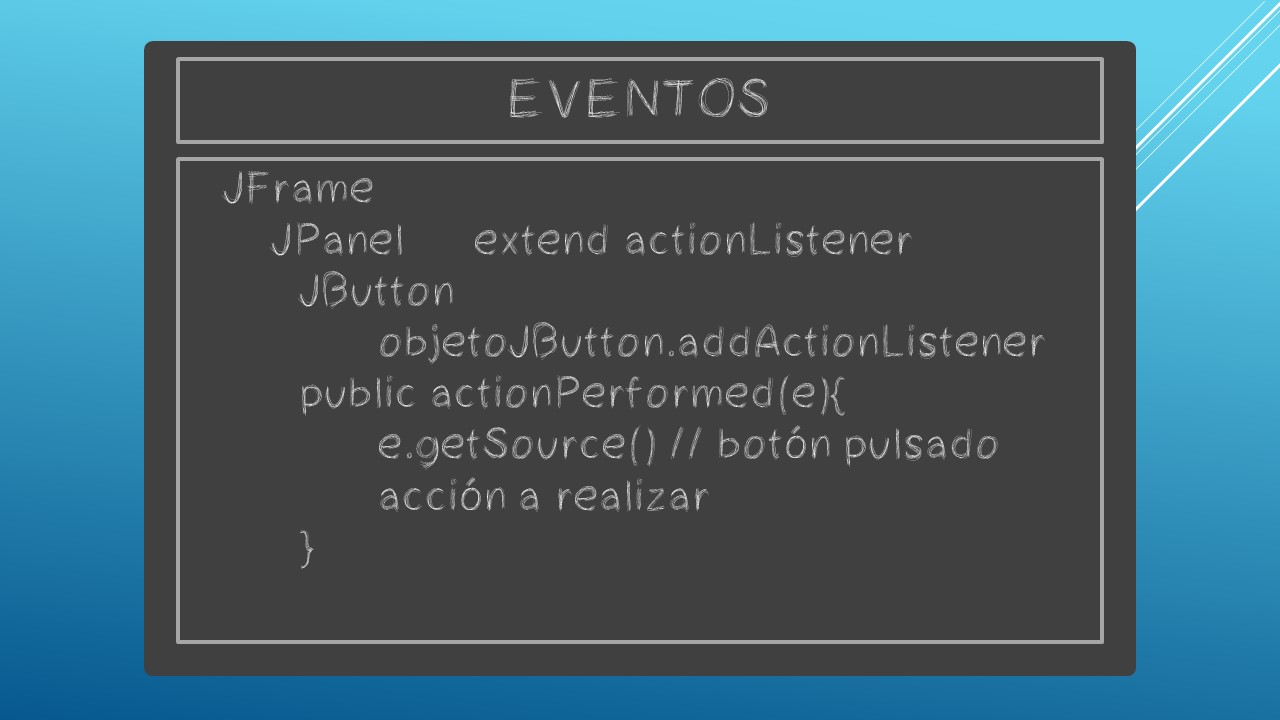 EVENTOS
JFrame
JPanel extend actionListener
JButton
objetoJButton.addActionListener
public actionPerformed(e){
e.getSource() // botón pulsado
acción a realizar
}